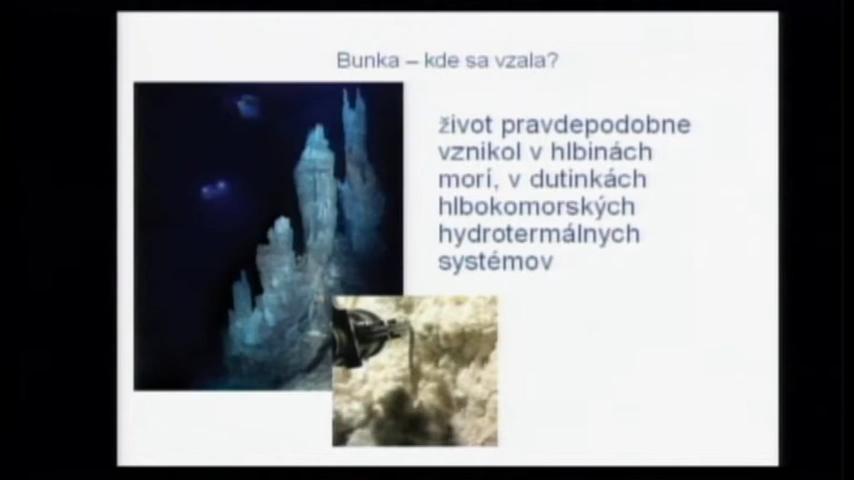 Bunka – kde sa vzala?
život pravdepodobne
vznikol v hlbinách
morí, v dutinkách
hlbokomorských
hydrotermálnych
systémov